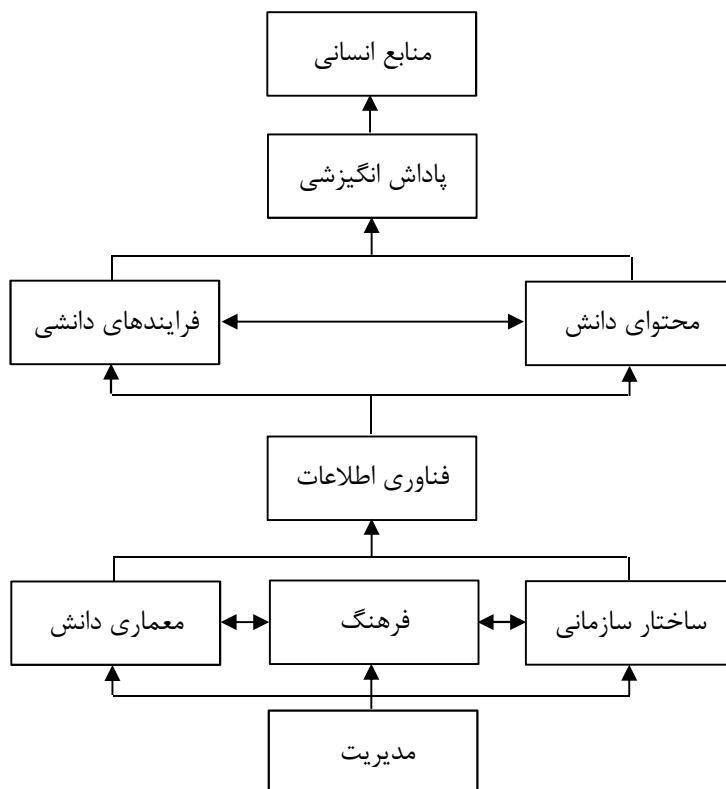 منابع انسانی
پاداش انگیزشی
محتوای دانش
فرایندهای دانشی
فناوری اطلاعات
ساختار سازمانی
فرهنگ
معماری دانش
مدیریت